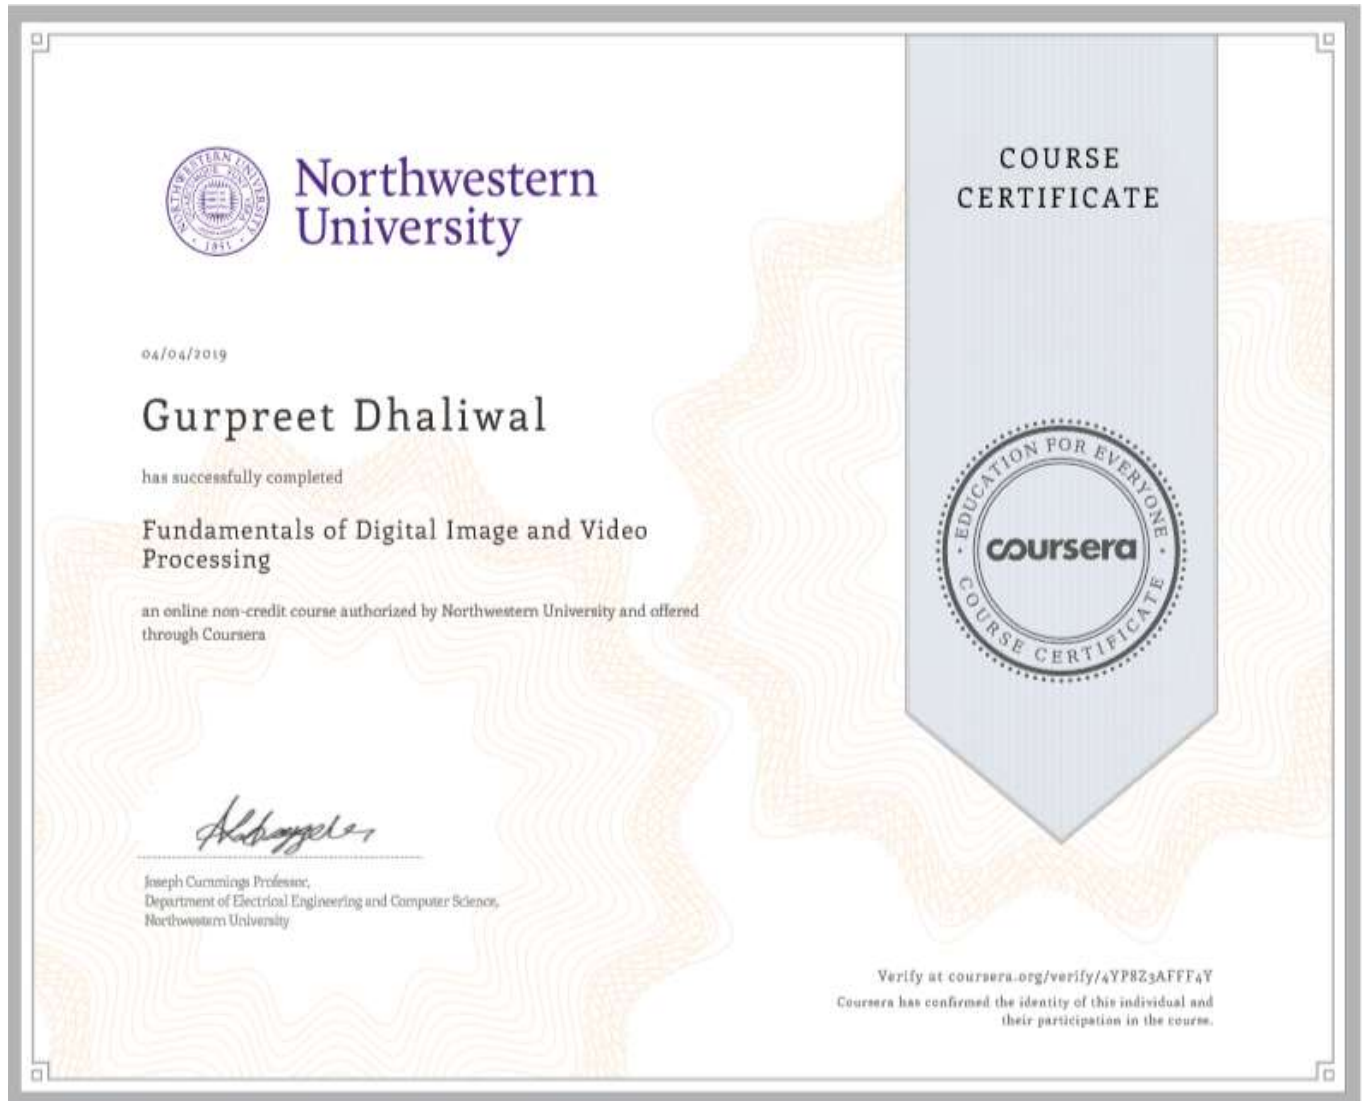 NORTHWESTERN UNIVERSITY
1851
Northwestern
University
COURSE
CERTIFICATE
04/04/2019
Gurpreet Dhaliwal
has successfully completed
Fundamentals of Digital Image and Video
Processing
an online non-credit course authorized by Northwestern University and offered
through Coursera
EDUCATION FOR EVERYONE
coursera
COURSE CERTIFICATE
Joseph Cummings Professor,
Department of Electrical Engineering and Computer Science,
Northwestern University
Verify at coursera.org/verify/4YP8Z3AFFF4Y
Coursera has confirmed the identity of this individual and
their participation in the course.